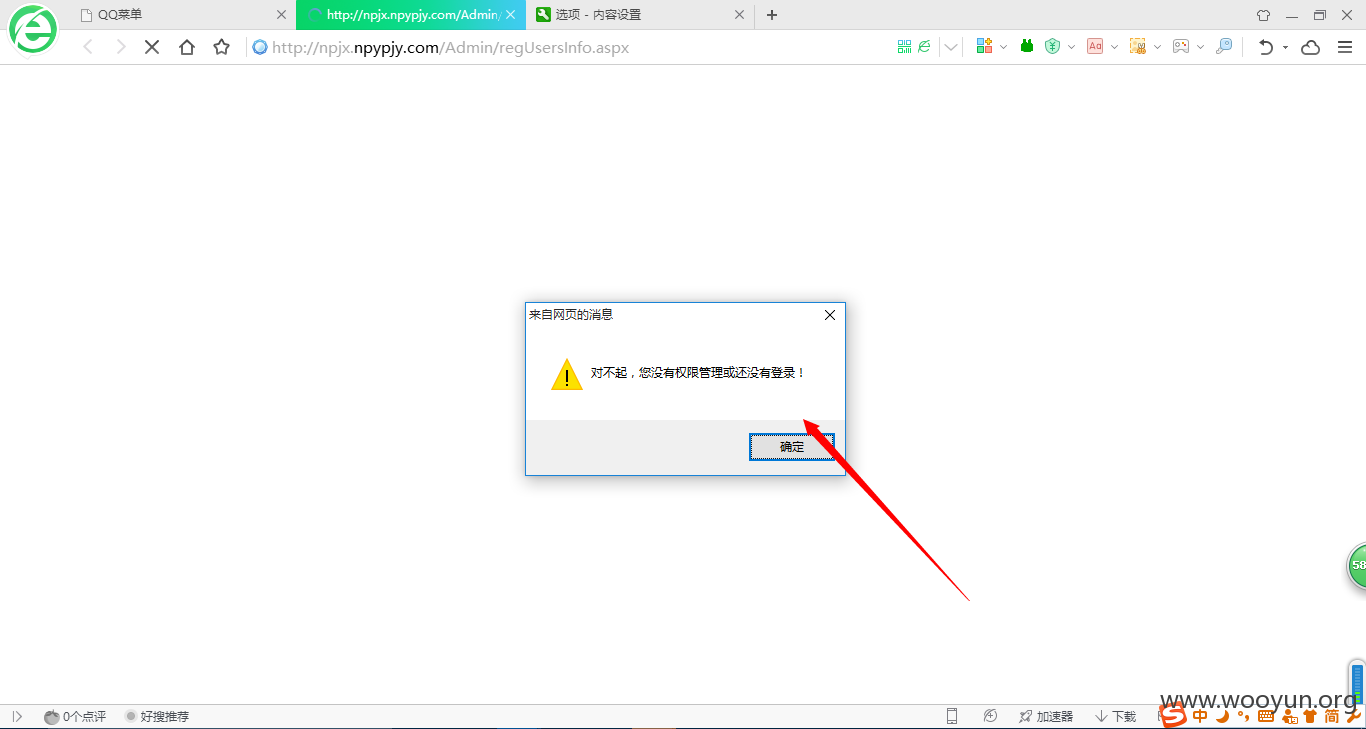 QQ菜单
http://npjx.npypjy.com/Admin/
选项 - 内容设置
http://npjx.npypjy.com/Admin/regUsersInfo.aspx
来自网页的消息
对不起，您没有权限管理或还没有登录！
确定
58
www.wooyun.org
0个点评
好搜推荐
加速器
下载
中
简